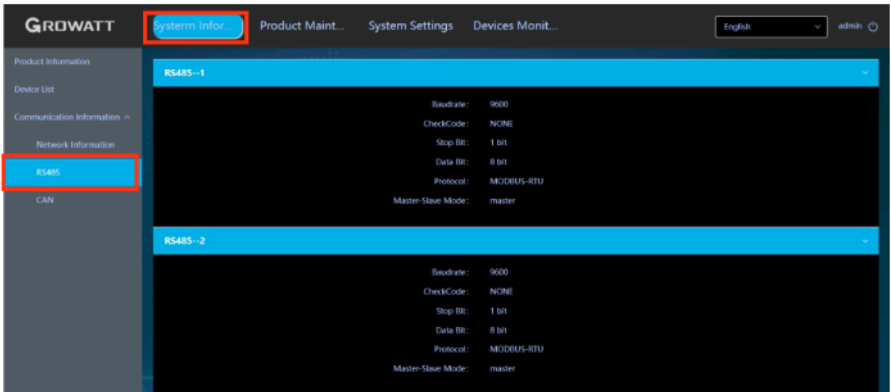 GROWATT
Systerm Infor...
Product Maint...
System Settings
Devices Monit...
English
admin
Product Information
Device List
Communication Information
Network Information
RS485
CAN
RS485--1
Baudrate: 9600
CheckCode: NONE
Stop Bit: 1 bit
Data Bit: 8 bit
Protocol: MODBUS-RTU
Master-Slave Mode: master
RS485--2
Baudrate: 9600
CheckCode: NONE
Stop Bit: 1 bit
Data Bit: 8 bit
Protocol: MODBUS-RTU
Master-Slave Mode: master